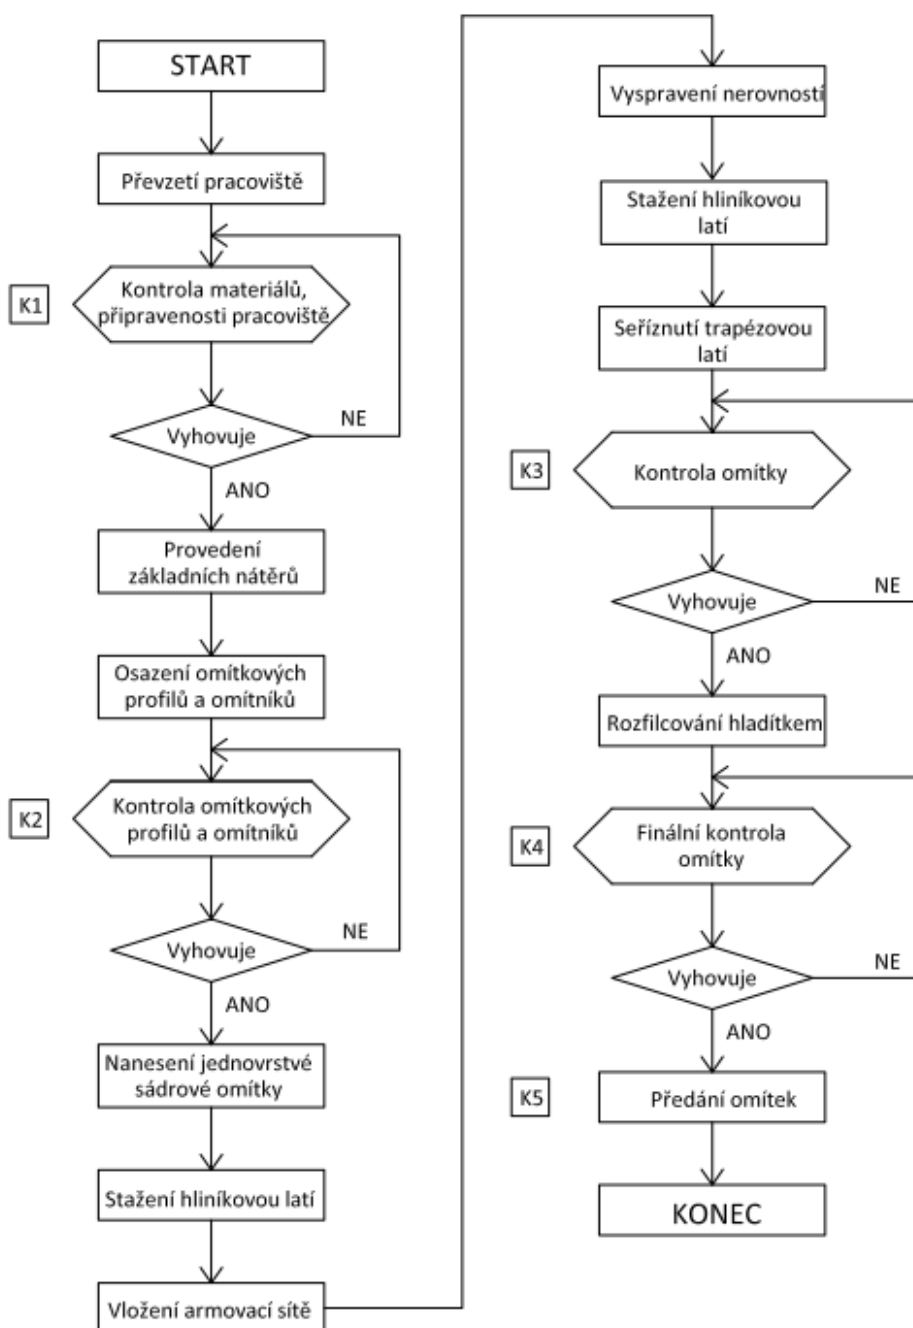 START
Převzetí pracoviště
K1
Kontrola materiálů,
připravenosti pracoviště
Vyhovuje
NE
ANO
Provedení
základních nátěrů
Osazení omítkových
profilů a omítníků
K2
Kontrola omítkových
profilů a omítníků
Vyhovuje
NE
ANO
Nanesení jednovrstvé
sádrové omítky
Stažení hliníkovou latí
Vložení armovací sítě
Vyspravení nerovností
Stažení hliníkovou
latí
Seříznutí trapézovou
latí
K3
Kontrola omítky
Vyhovuje
NE
ANO
Rozfilcování hladítkem
K4
Finální kontrola
omítky
Vyhovuje
NE
ANO
K5
Předání omítek
KONEC